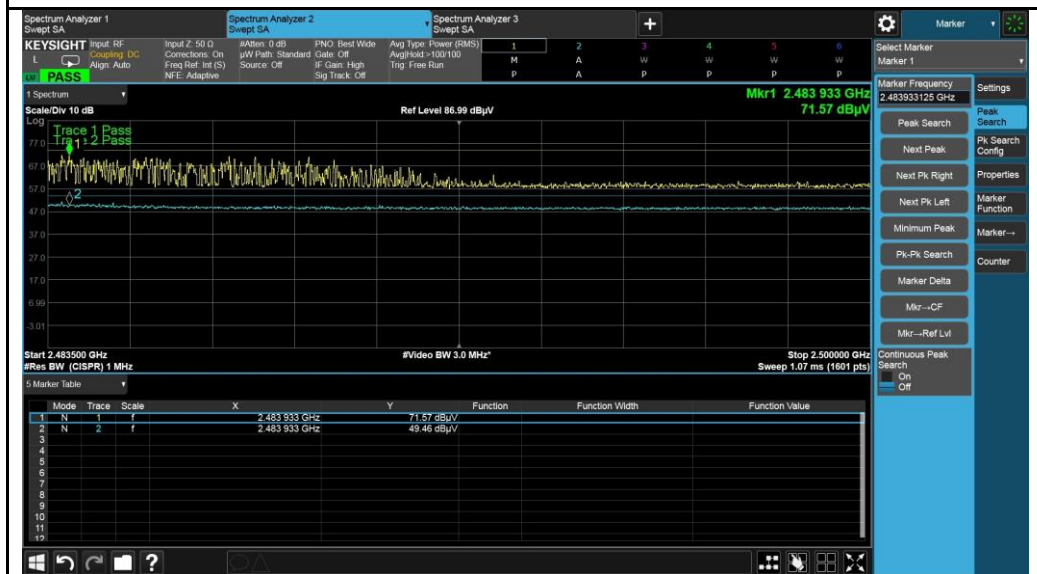 Spectrum Analyzer 1
Swept SA
Spectrum Analyzer 2
Swept SA
Spectrum Analyzer 3
Swept SA
+
Marker
KEYSIGHT
L
PASS
Input: RF
Coupling: DC
Align: Auto
Input Z: 50 Ω
Corrections: On
Freq Ref: Int (S)
NFE: Adaptive
#Atten: 0 dB
µW Path: Standard
Source: Off
PNO: Best Wide
Gate: Off
IF Gain: High
Sig Track: Off
Avg Type: Power (RMS)
Avg|Hold:>100/100
Trig: Free Run
1 2 3 4 5 6
M A W W W W
P A P P P P
Select Marker
Marker 1
1 Spectrum
Scale/Div 10 dB
Ref Level 86.99 dBµV
Mkr1 2.483 933 GHz
71.57 dBµV
Log
Trace 1 Pass
Trace 2 Pass
1
2
77.0
67.0
57.0
47.0
37.0
27.0
17.0
6.99
-3.01
Start 2.483500 GHz
#Video BW 3.0 MHz*
Stop 2.500000 GHz
#Res BW (CISPR) 1 MHz
Sweep 1.07 ms (1601 pts)
Marker Frequency
2.483933125 GHz
Peak Search
Next Peak
Next Pk Right
Next Pk Left
Minimum Peak
Pk-Pk Search
Marker Delta
Mkr→CF
Mkr→Ref Lvl
Continuous Peak
Search
On
Off
Settings
Peak
Search
Pk Search
Config
Properties
Marker
Function
Marker→
Counter
5 Marker Table
Mode Trace Scale X Y Function Function Width Function Value
1 N 1 f 2.483 933 GHz 71.57 dBµV
2 N 2 f 2.483 933 GHz 49.46 dBµV
3
4
5
6
7
8
9
10
11
12
?